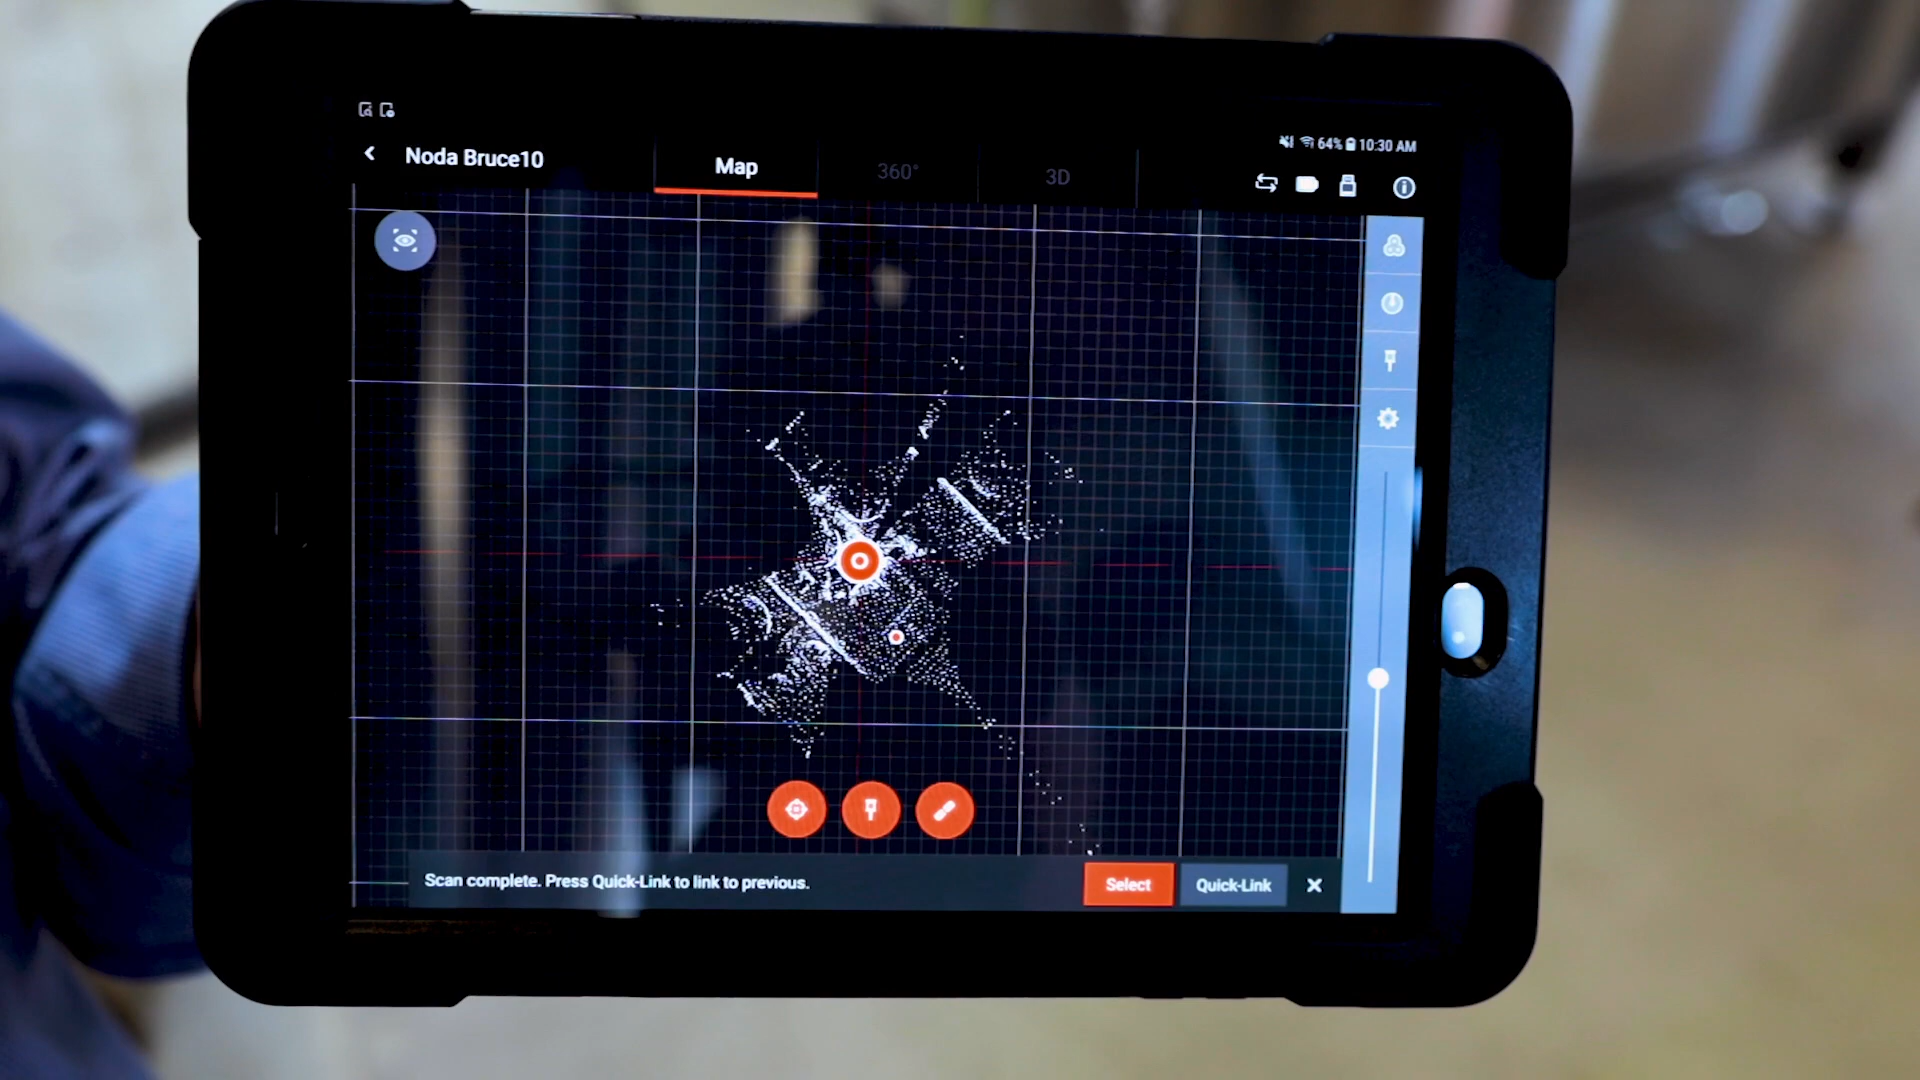 64% 10:30 AM
Noda Bruce10
Map
360°
3D
Scan complete. Press Quick-Link to link to previous.
Select
Quick-Link